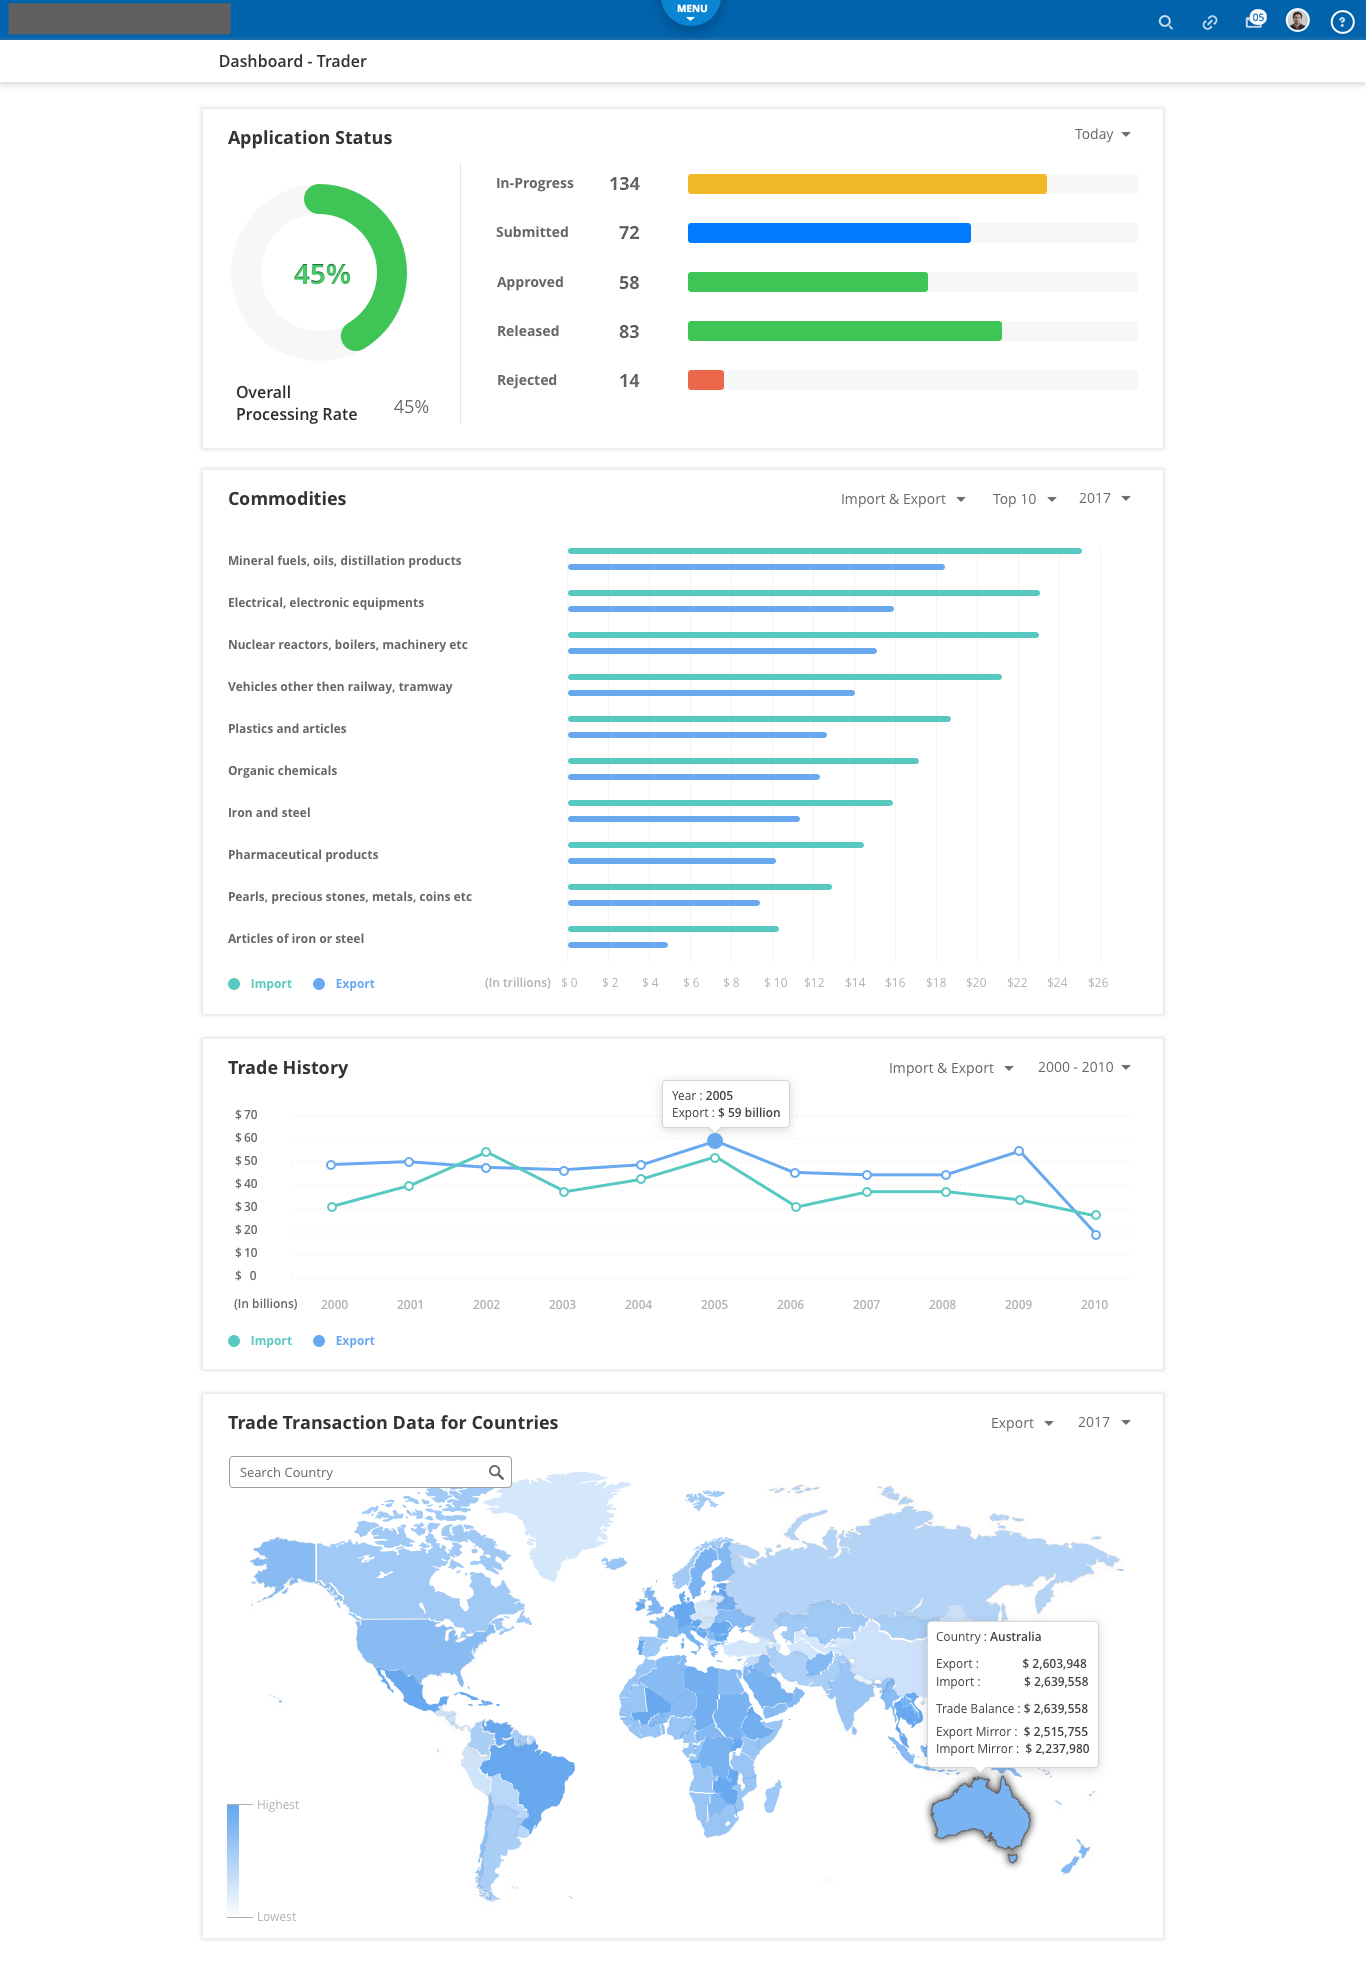 MENU
05
?
Dashboard - Trader
Application Status
Today
45%
Overall
Processing Rate
45%
In-Progress 134
Submitted 72
Approved 58
Released 83
Rejected 14
Commodities
Import & Export Top 10 2017
Mineral fuels, oils, distillation products
Electrical, electronic equipments
Nuclear reactors, boilers, machinery etc
Vehicles other then railway, tramway
Plastics and articles
Organic chemicals
Iron and steel
Pharmaceutical products
Pearls, precious stones, metals, coins etc
Articles of iron or steel
Import Export
(In trillions) $ 0 $ 2 $ 4 $ 6 $ 8 $ 10 $12 $14 $16 $18 $20 $22 $24 $26
Trade History
Import & Export 2000 - 2010
Year : 2005
Export : $ 59 billion
$ 70
$ 60
$ 50
$ 40
$ 30
$ 20
$ 10
$ 0
(In billions) 2000 2001 2002 2003 2004 2005 2006 2007 2008 2009 2010
Import Export
Trade Transaction Data for Countries
Export 2017
Search Country
Country : Australia
Export : $ 2,603,948
Import : $ 2,639,558
Trade Balance : $ 2,639,558
Export Mirror : $ 2,515,755
Import Mirror : $ 2,237,980
Highest
Lowest